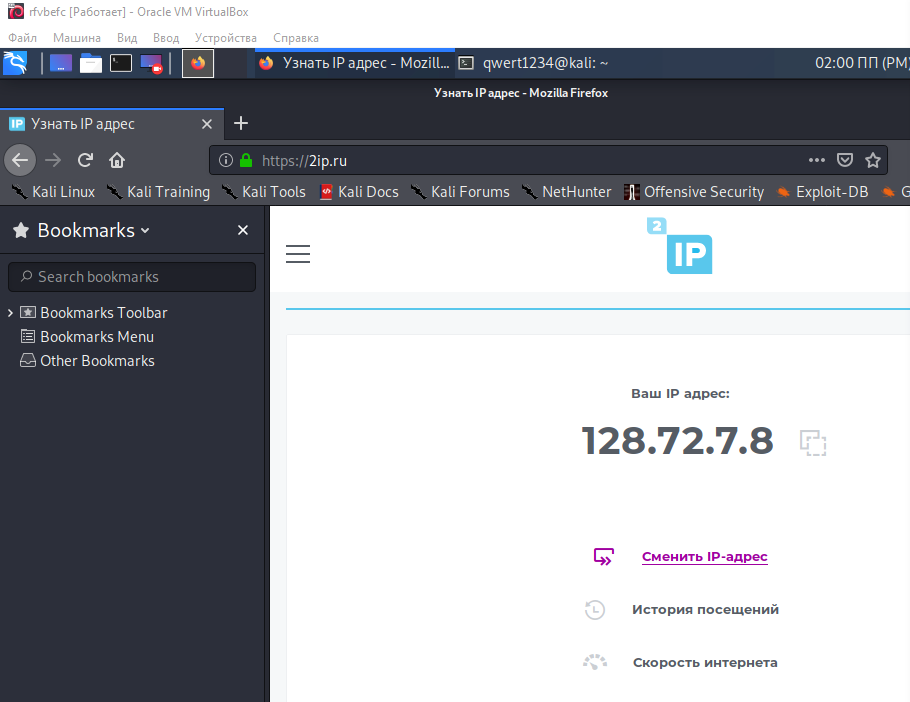 rfvbefc [Работает] - Oracle VM VirtualBox
Файл Машина Вид Ввод Устройства Справка
Узнать IP адрес - Mozill... qwert1234@kali: ~ 02:00 ПП (PM)
Узнать IP адрес - Mozilla Firefox
IP Узнать IP адрес
https://2ip.ru
Kali Linux Kali Training Kali Tools Kali Docs Kali Forums NetHunter Offensive Security Exploit-DB G
Bookmarks
2
IP
Search bookmarks
Bookmarks Toolbar
Bookmarks Menu
Other Bookmarks
Ваш IP адрес:
128.72.7.8
Сменить IP-адрес
История посещений
Скорость интернета